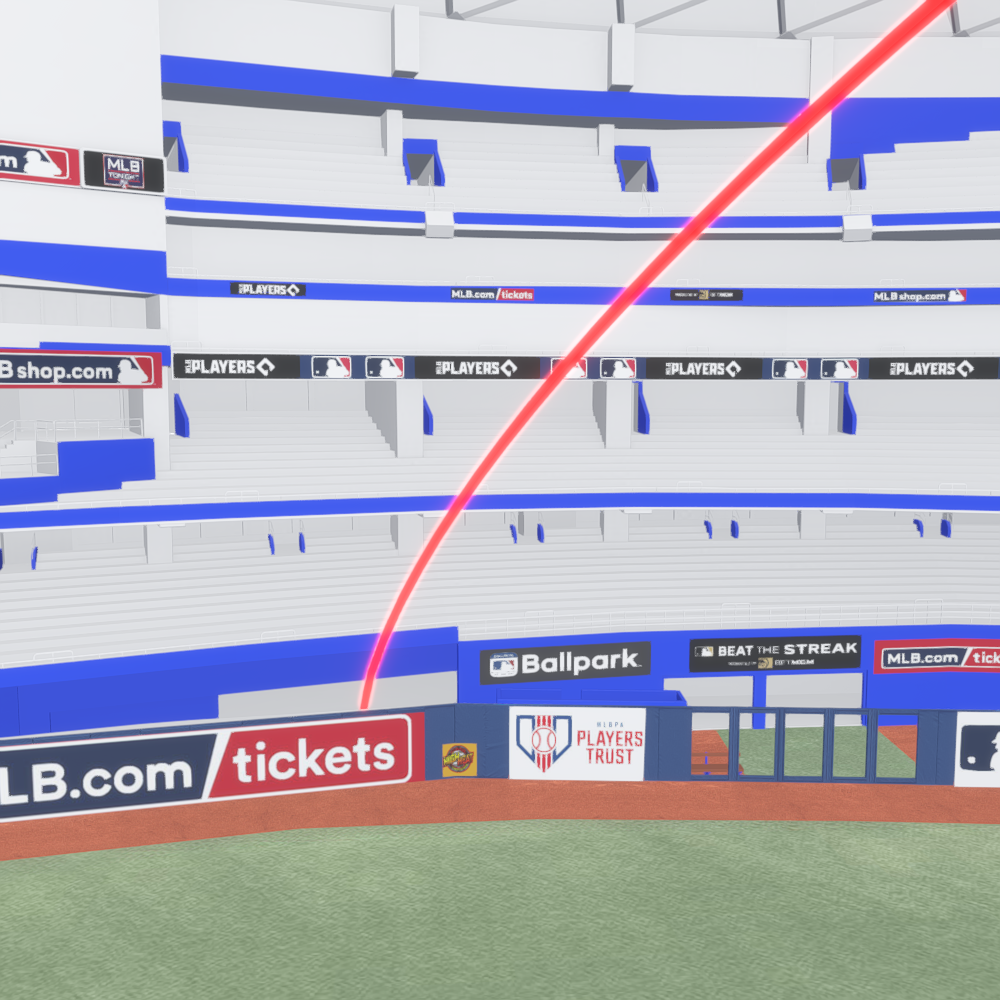 m
MLB
TONIGHT
PLAYERS
MLB.com/tickets
MLB shop.com
B shop.com
PLAYERS
PLAYERS
PLAYERS
PLAYERS
Ballpark
BEAT THE STREAK
MLB.com/tick
LB.com/tickets
MLBPA
PLAYERS
TRUST